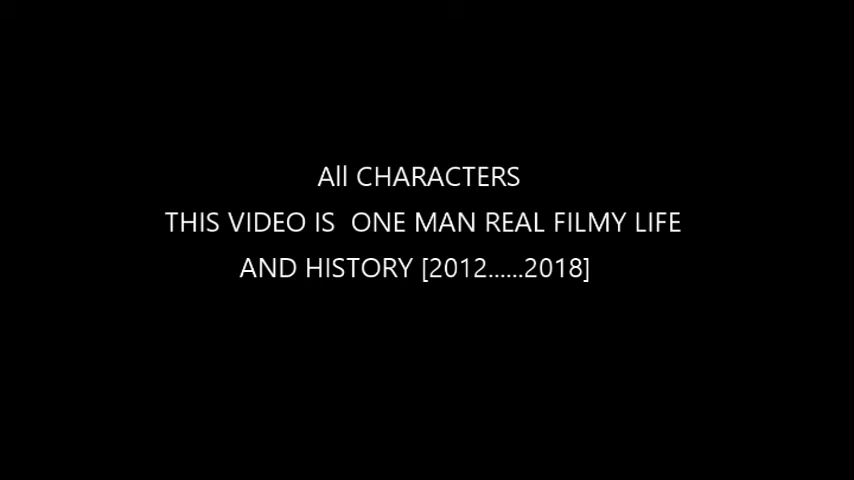 All CHARACTERS
THIS VIDEO IS  ONE MAN REAL FILMY LIFE
AND HISTORY [2012......2018]